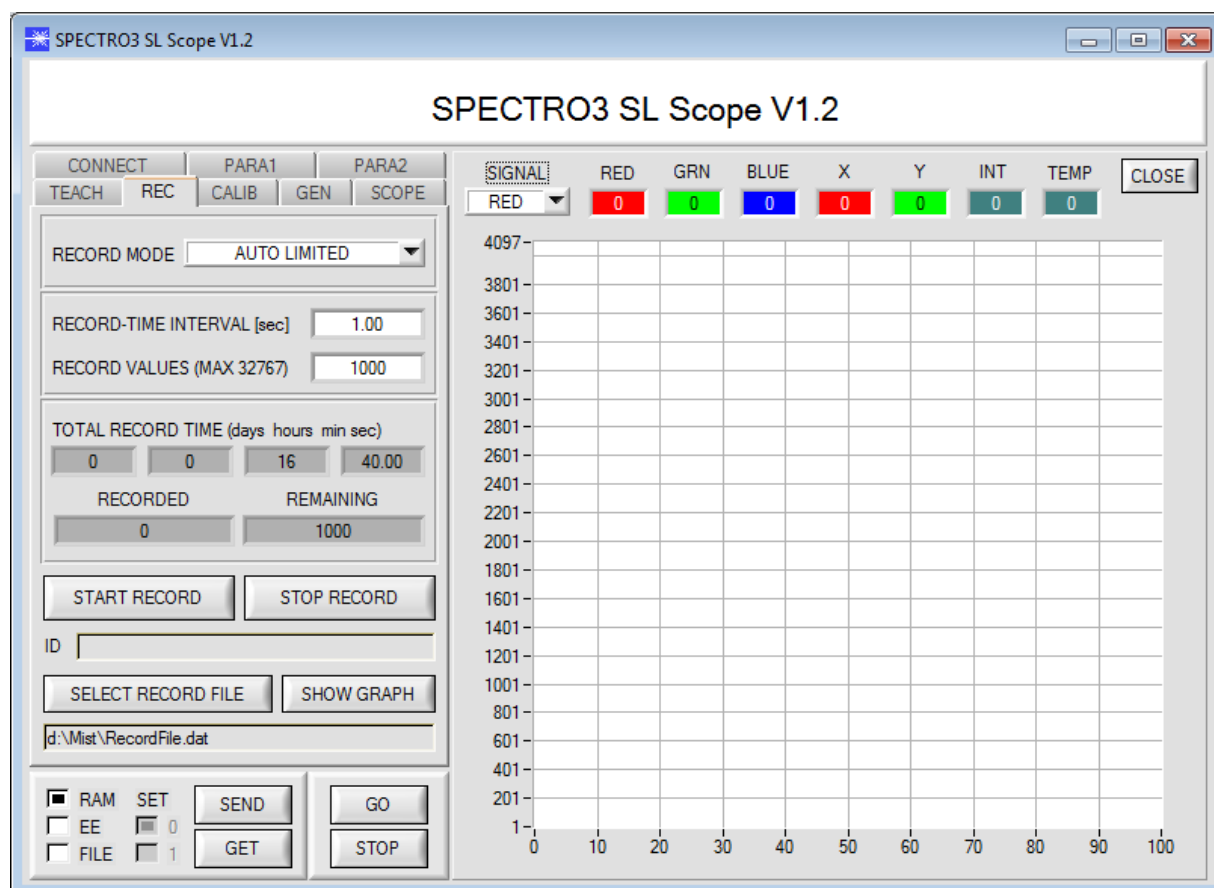 SPECTRO3 SL Scope V1.2
SPECTRO3 SL Scope V1.2
CONNECT PARA1 PARA2
TEACH REC CALIB GEN SCOPE
RECORD MODE AUTO LIMITED
RECORD-TIME INTERVAL [sec] 1.00
RECORD VALUES (MAX 32767) 1000
TOTAL RECORD TIME (days hours min sec)
0 0 16 40.00
RECORDED REMAINING
0 1000
START RECORD STOP RECORD
ID
SELECT RECORD FILE SHOW GRAPH
d:\Mist\RecordFile.dat
RAM SET SEND GO
EE 0
FILE 1 GET STOP
SIGNAL RED GRN BLUE X Y INT TEMP CLOSE
RED 0 0 0 0 0 0 0
4097
3801
3601
3401
3201
3001
2801
2601
2401
2201
2001
1801
1601
1401
1201
1001
801
601
401
201
1
0 10 20 30 40 50 60 70 80 90 100